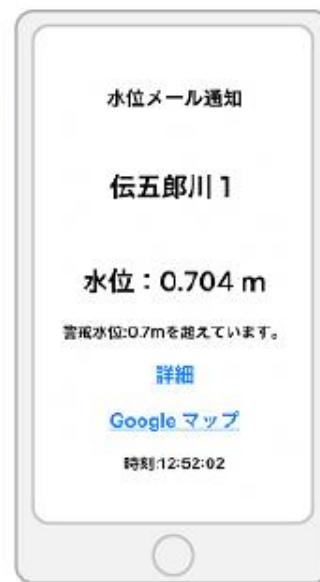 水位メール通知
伝五郎川 1
水位：0.704 m
警戒水位:0.7mを超えています。
詳細
Google マップ
時刻:12:52:02